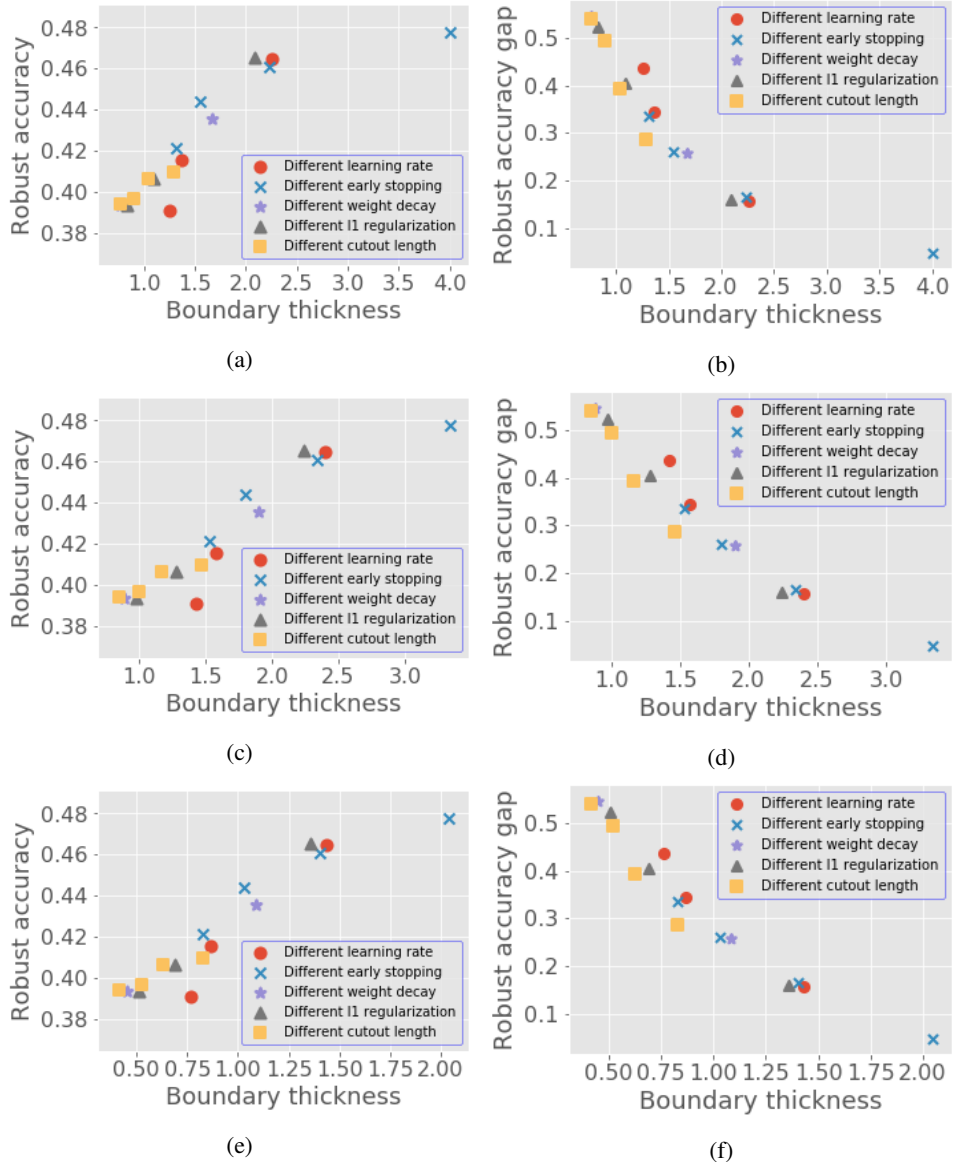 0.48
0.46
0.44
0.42
0.40
0.38
Robust accuracy
Different learning rate
Different early stopping
Different weight decay
Different l1 regularization
Different cutout length
1.0 1.5 2.0 2.5 3.0 3.5 4.0
Boundary thickness
(a)
0.5
0.4
0.3
0.2
0.1
Robust accuracy gap
Different learning rate
Different early stopping
Different weight decay
Different l1 regularization
Different cutout length
1.0 1.5 2.0 2.5 3.0 3.5 4.0
Boundary thickness
(b)
0.48
0.46
0.44
0.42
0.40
0.38
Robust accuracy
Different learning rate
Different early stopping
Different weight decay
Different l1 regularization
Different cutout length
1.0 1.5 2.0 2.5 3.0
Boundary thickness
(c)
0.5
0.4
0.3
0.2
0.1
Robust accuracy gap
Different learning rate
Different early stopping
Different weight decay
Different l1 regularization
Different cutout length
1.0 1.5 2.0 2.5 3.0
Boundary thickness
(d)
0.48
0.46
0.44
0.42
0.40
0.38
Robust accuracy
Different learning rate
Different early stopping
Different weight decay
Different l1 regularization
Different cutout length
0.50 0.75 1.00 1.25 1.50 1.75 2.00
Boundary thickness
(e)
0.5
0.4
0.3
0.2
0.1
Robust accuracy gap
Different learning rate
Different early stopping
Different weight decay
Different l1 regularization
Different cutout length
0.50 0.75 1.00 1.25 1.50 1.75 2.00
Boundary thickness
(f)